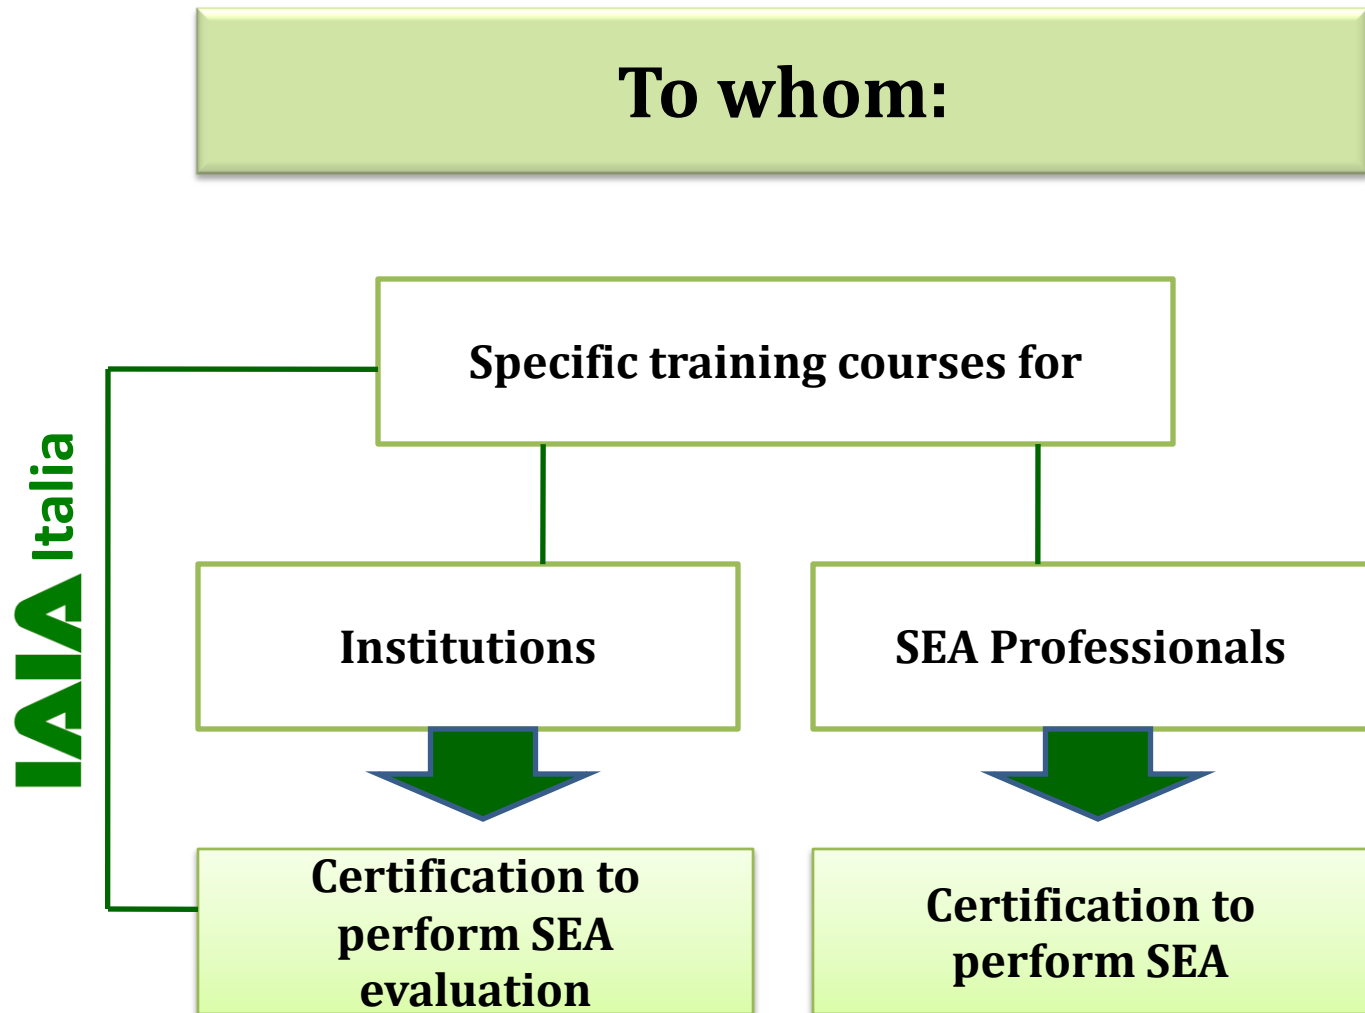 To whom:
Specific training courses for
IAIA Italia
Institutions
SEA Professionals
Certification to
perform SEA
evaluation
Certification to
perform SEA